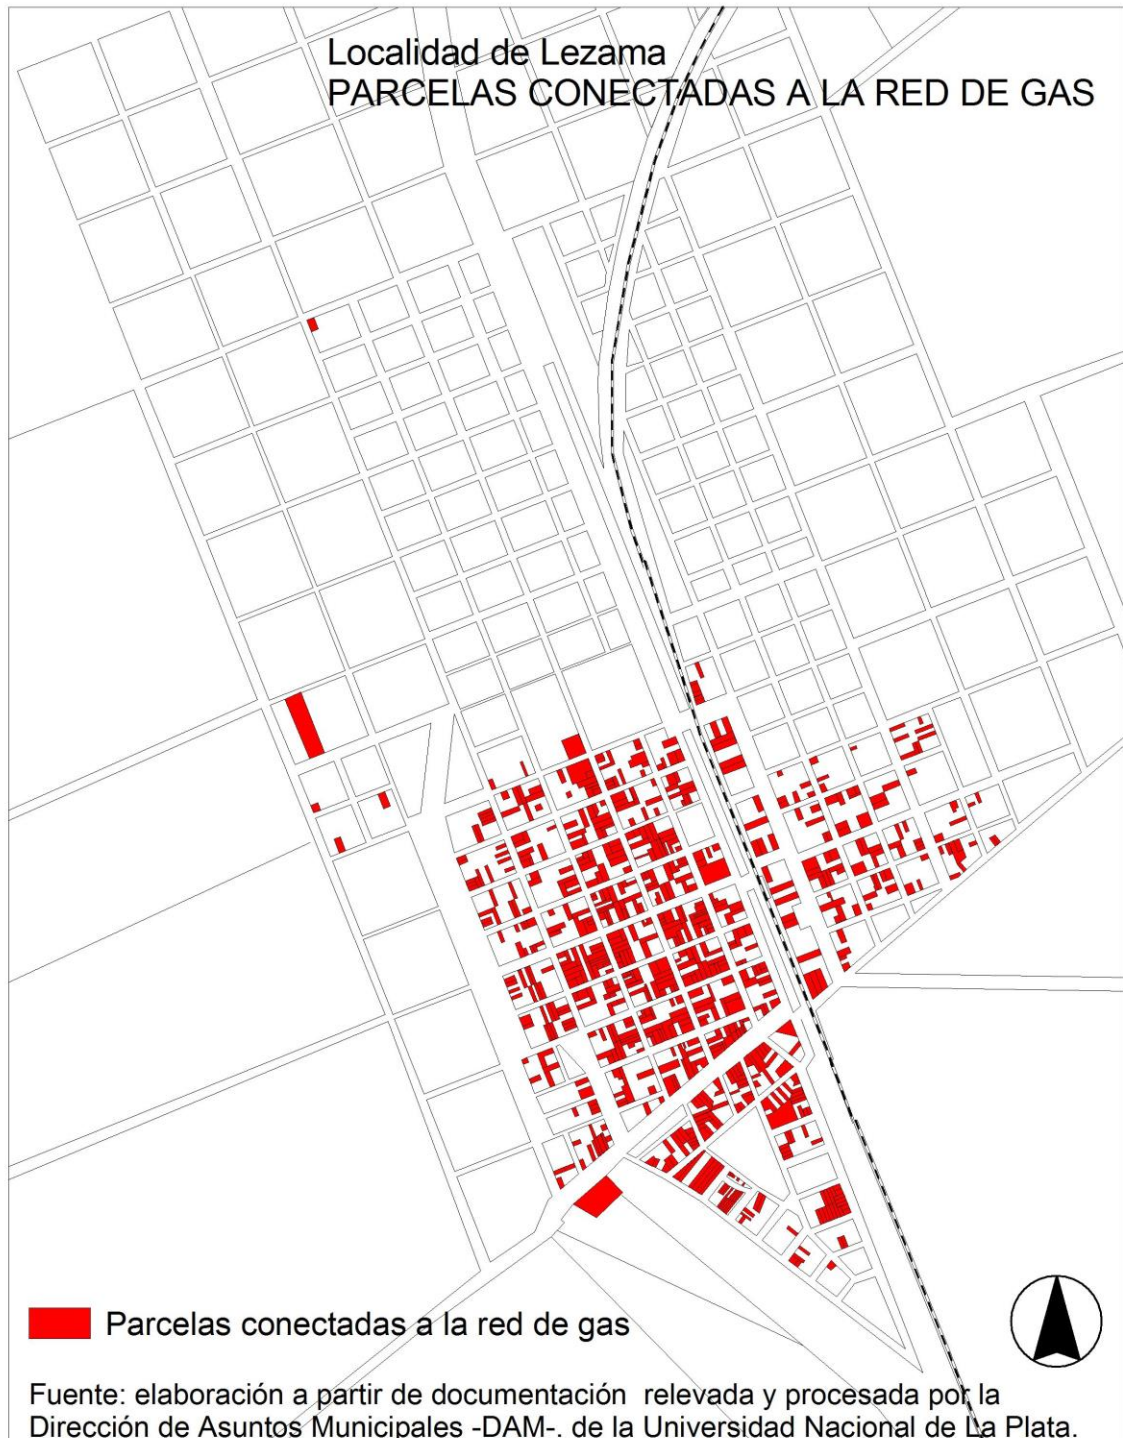 Localidad de Lezama
PARCELAS CONECTADAS A LA RED DE GAS
Parcelas conectadas a la red de gas
Fuente: elaboración a partir de documentación relevada y procesada por la
Dirección de Asuntos Municipales -DAM-. de la Universidad Nacional de La Plata.